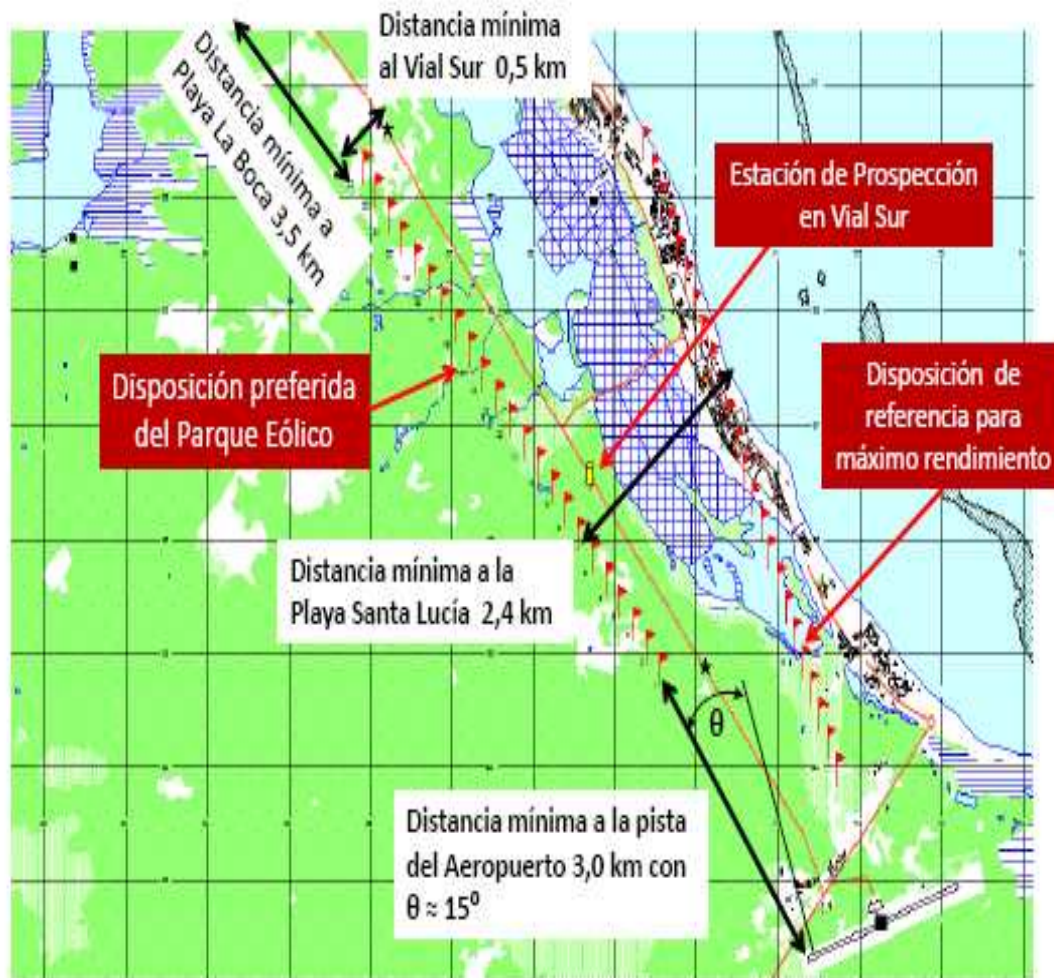 Distancia mínima
al Vial Sur 0,5 km
Distancia mínima a
Playa La Boca 3,5 km
Estación de Prospección
en Vial Sur
Disposición preferida
del Parque Eólico
Disposición de
referencia para
máximo rendimiento
Distancia mínima a la
Playa Santa Lucía 2,4 km
θ
Distancia mínima a la pista
del Aeropuerto 3,0 km con
θ ≈ 15⁰